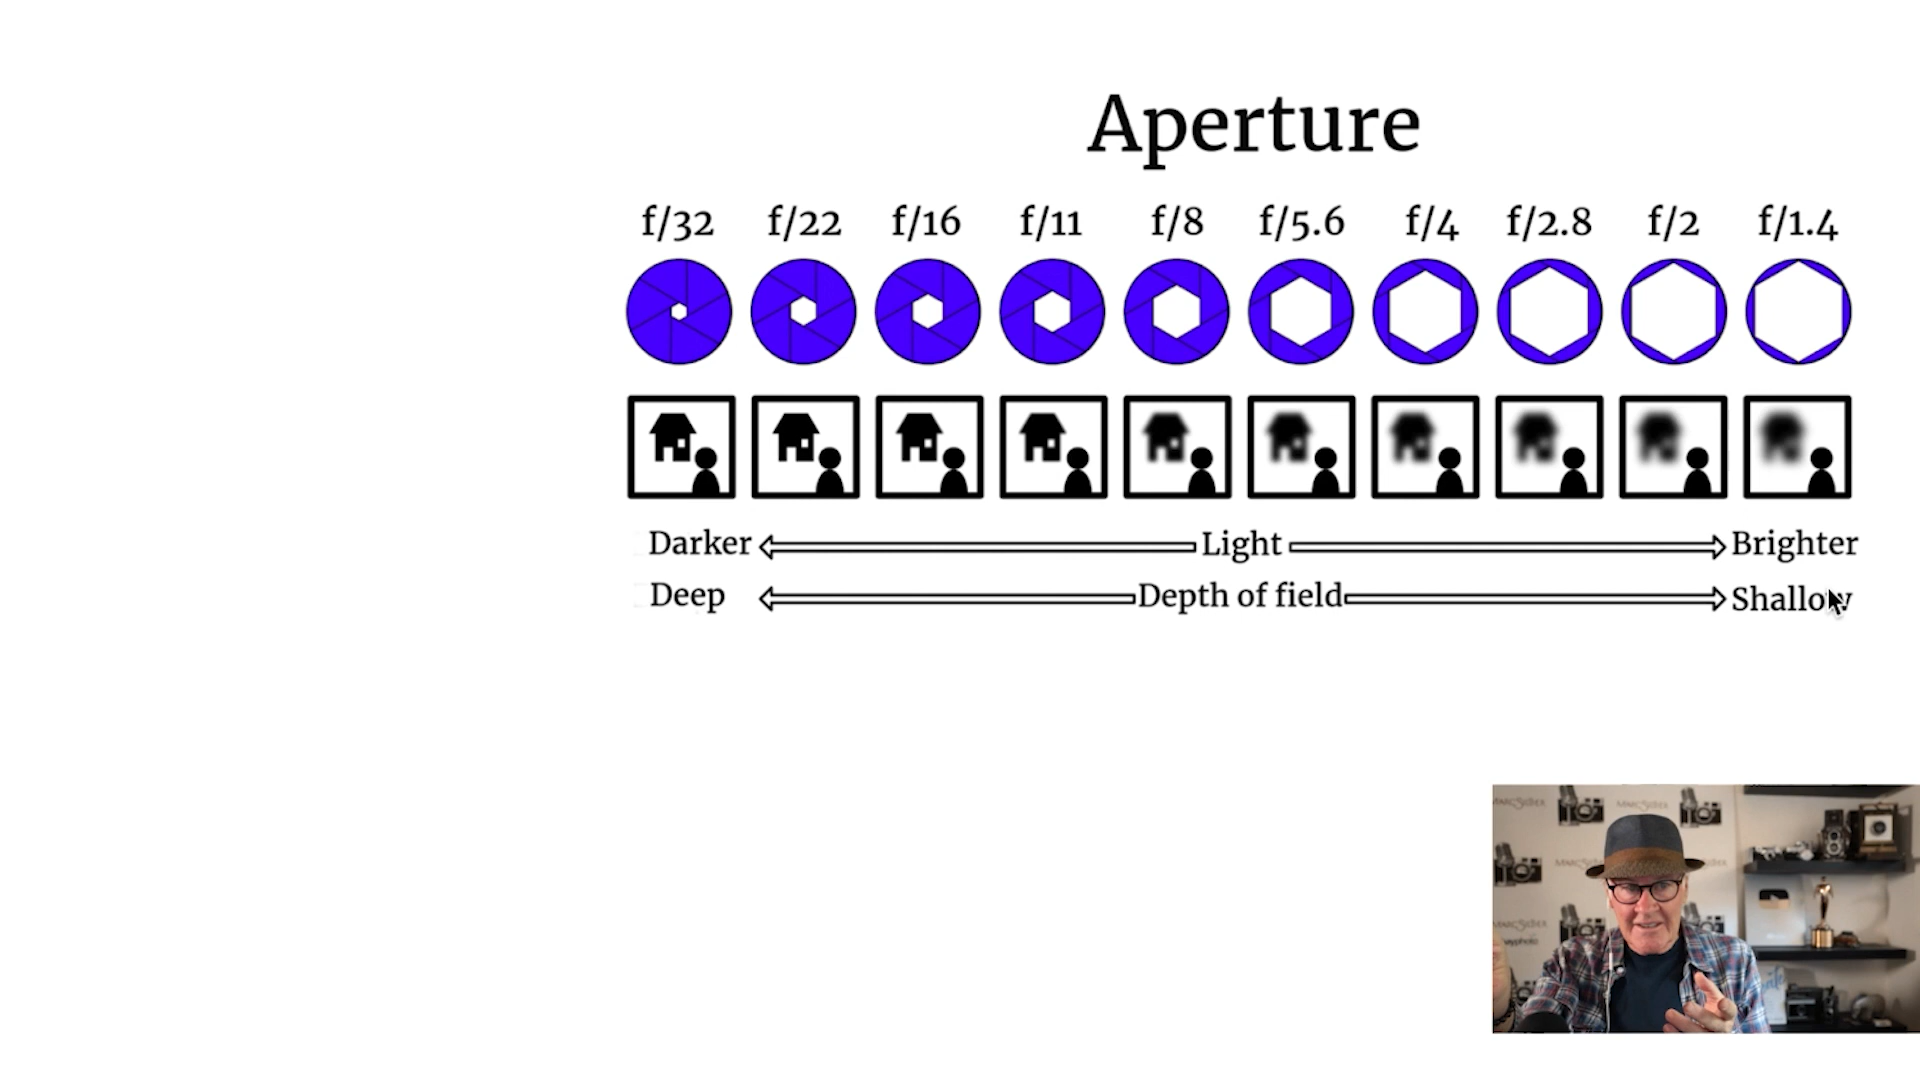 Aperture
f/32 f/22 f/16 f/11 f/8 f/5.6 f/4 f/2.8 f/2 f/1.4
Darker Light Brighter
Deep Depth of field Shallow